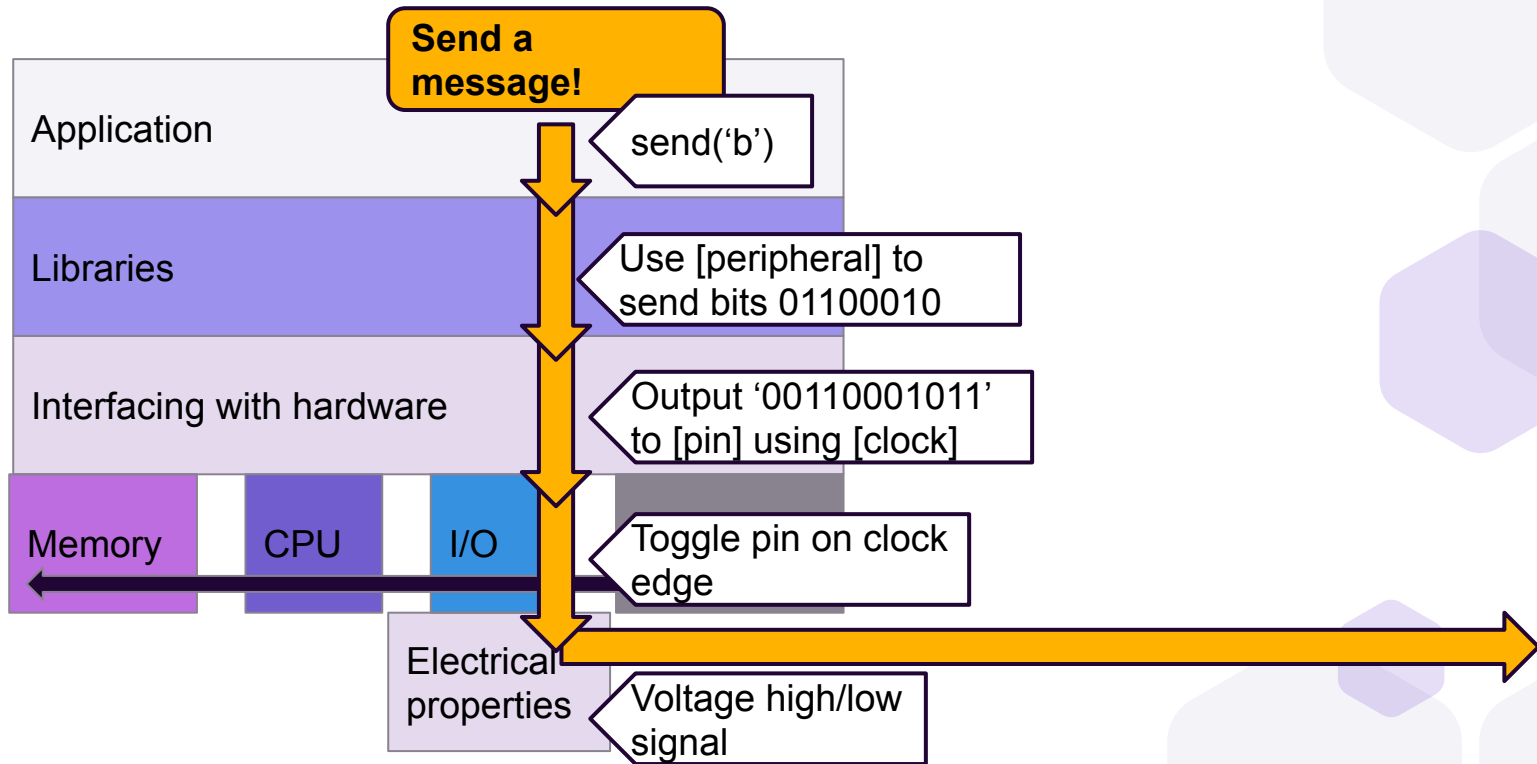 Send a
message!
Application
send(‘b’)
Libraries
Use [peripheral] to
send bits 01100010
Interfacing with hardware
Output ‘00110001011’
to [pin] using [clock]
Memory
CPU
I/O
Toggle pin on clock
edge
Electrical
properties
Voltage high/low
signal